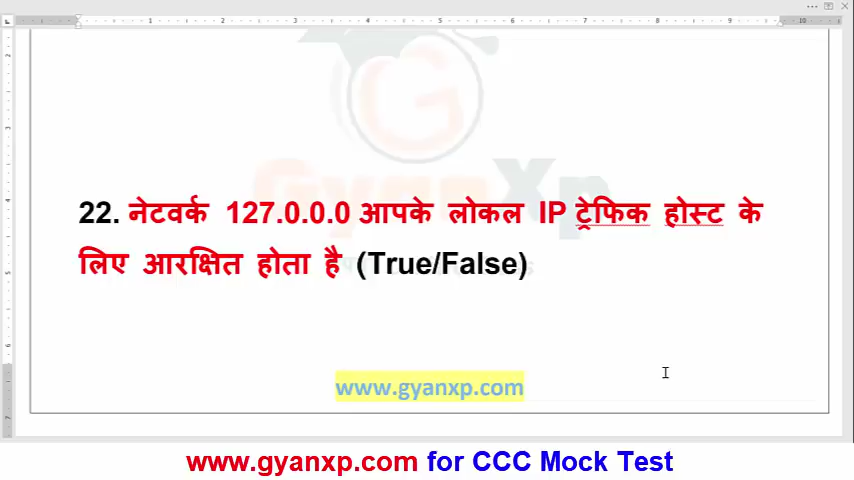 GyanXp
22. नेटवर्क 127.0.0.0 आपके लोकल IP ट्रेफिक होस्ट के
लिए आरक्षित होता है (True/False)
www.gyanxp.com
www.gyanxp.com for CCC Mock Test